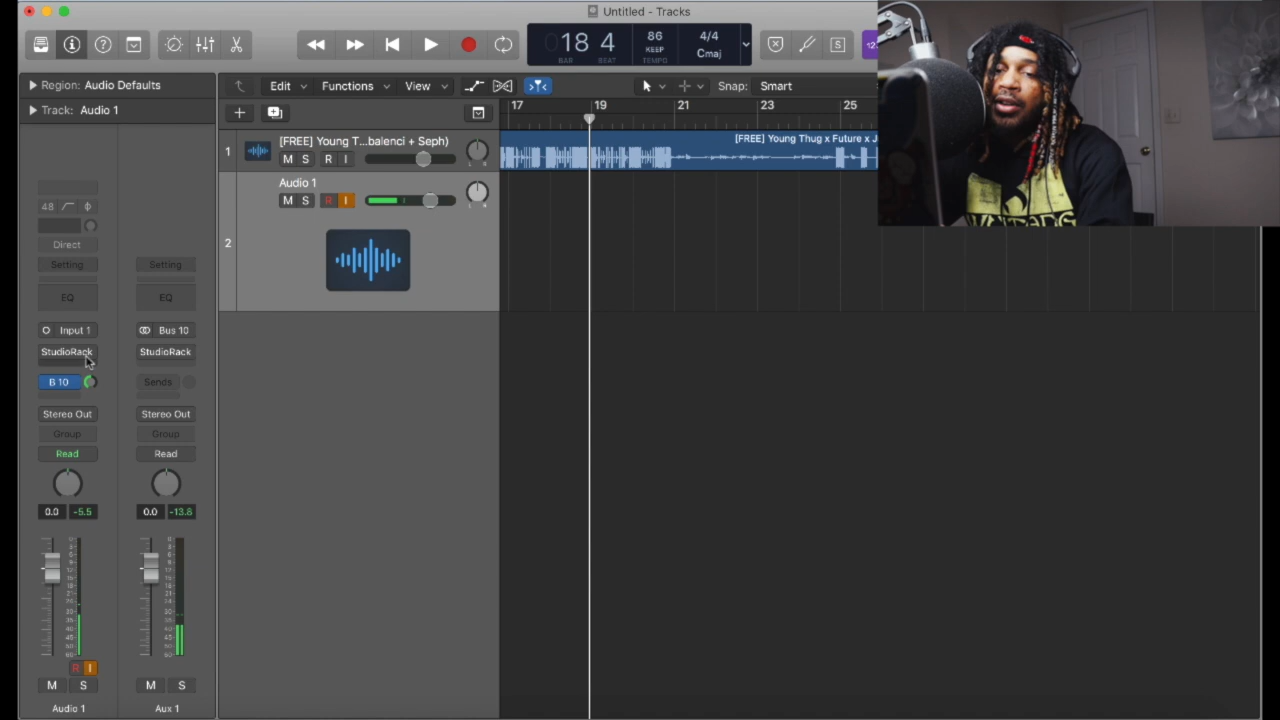 Untitled - Tracks
18 4
BAR BEAT
86
KEEP
TEMPO
4/4
Cmaj
S
Region: Audio Defaults
Track: Audio 1
Edit Functions View Snap: Smart
17 19 21 23 25
1 [FREE] Young T...balenci + Seph)
M S R I
L R
[FREE] Young Thug x Future x J
Audio 1
M S R I
L R
2
48
Direct
Setting Setting
EQ EQ
Input 1 Bus 10
StudioRack StudioRack
B 10 Sends
Stereo Out Stereo Out
Group Group
Read Read
0.0 -5.5 0.0 -13.8
R I
M S M S
Audio 1 Aux 1